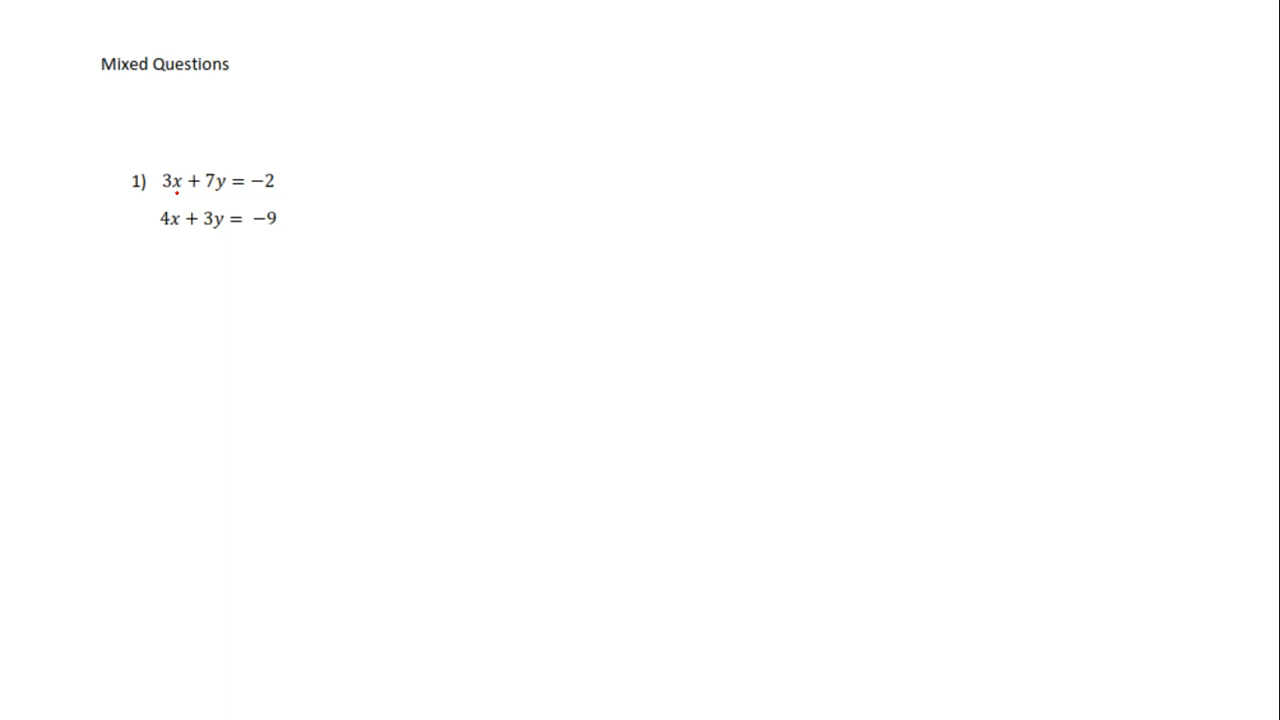 Mixed Questions
1) 3x + 7y = −2
4x + 3y = −9